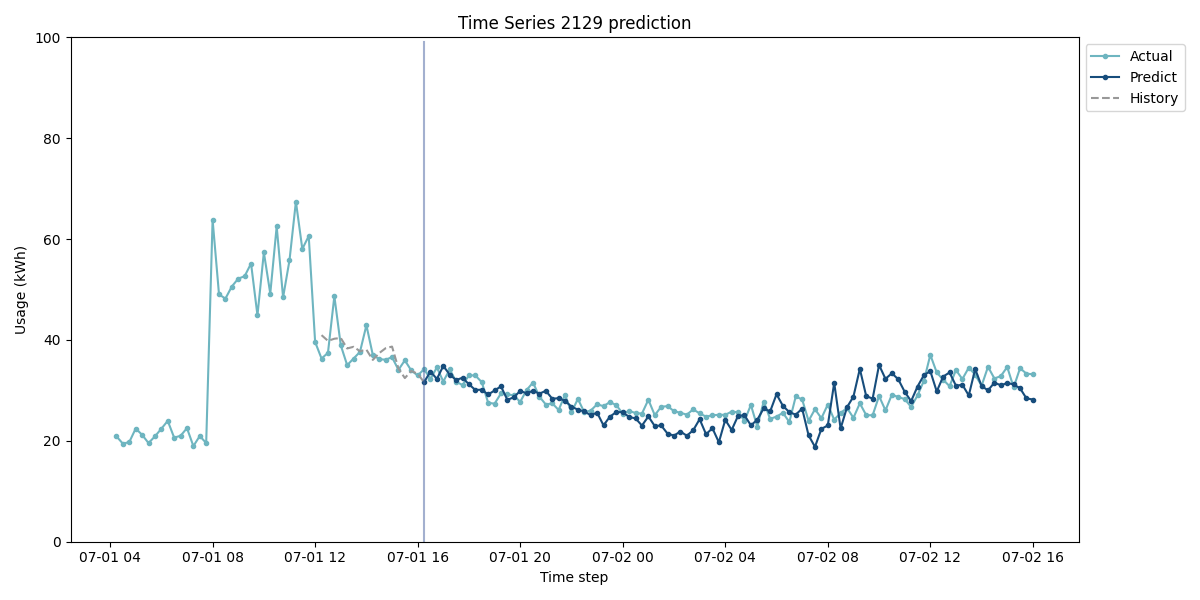 Time Series 2129 prediction
100
80
60
40
20
0
Usage (kWh)
07-01 04
07-01 08
07-01 12
07-01 16
07-01 20
07-02 00
07-02 04
07-02 08
07-02 12
07-02 16
Time step
Actual
Predict
History